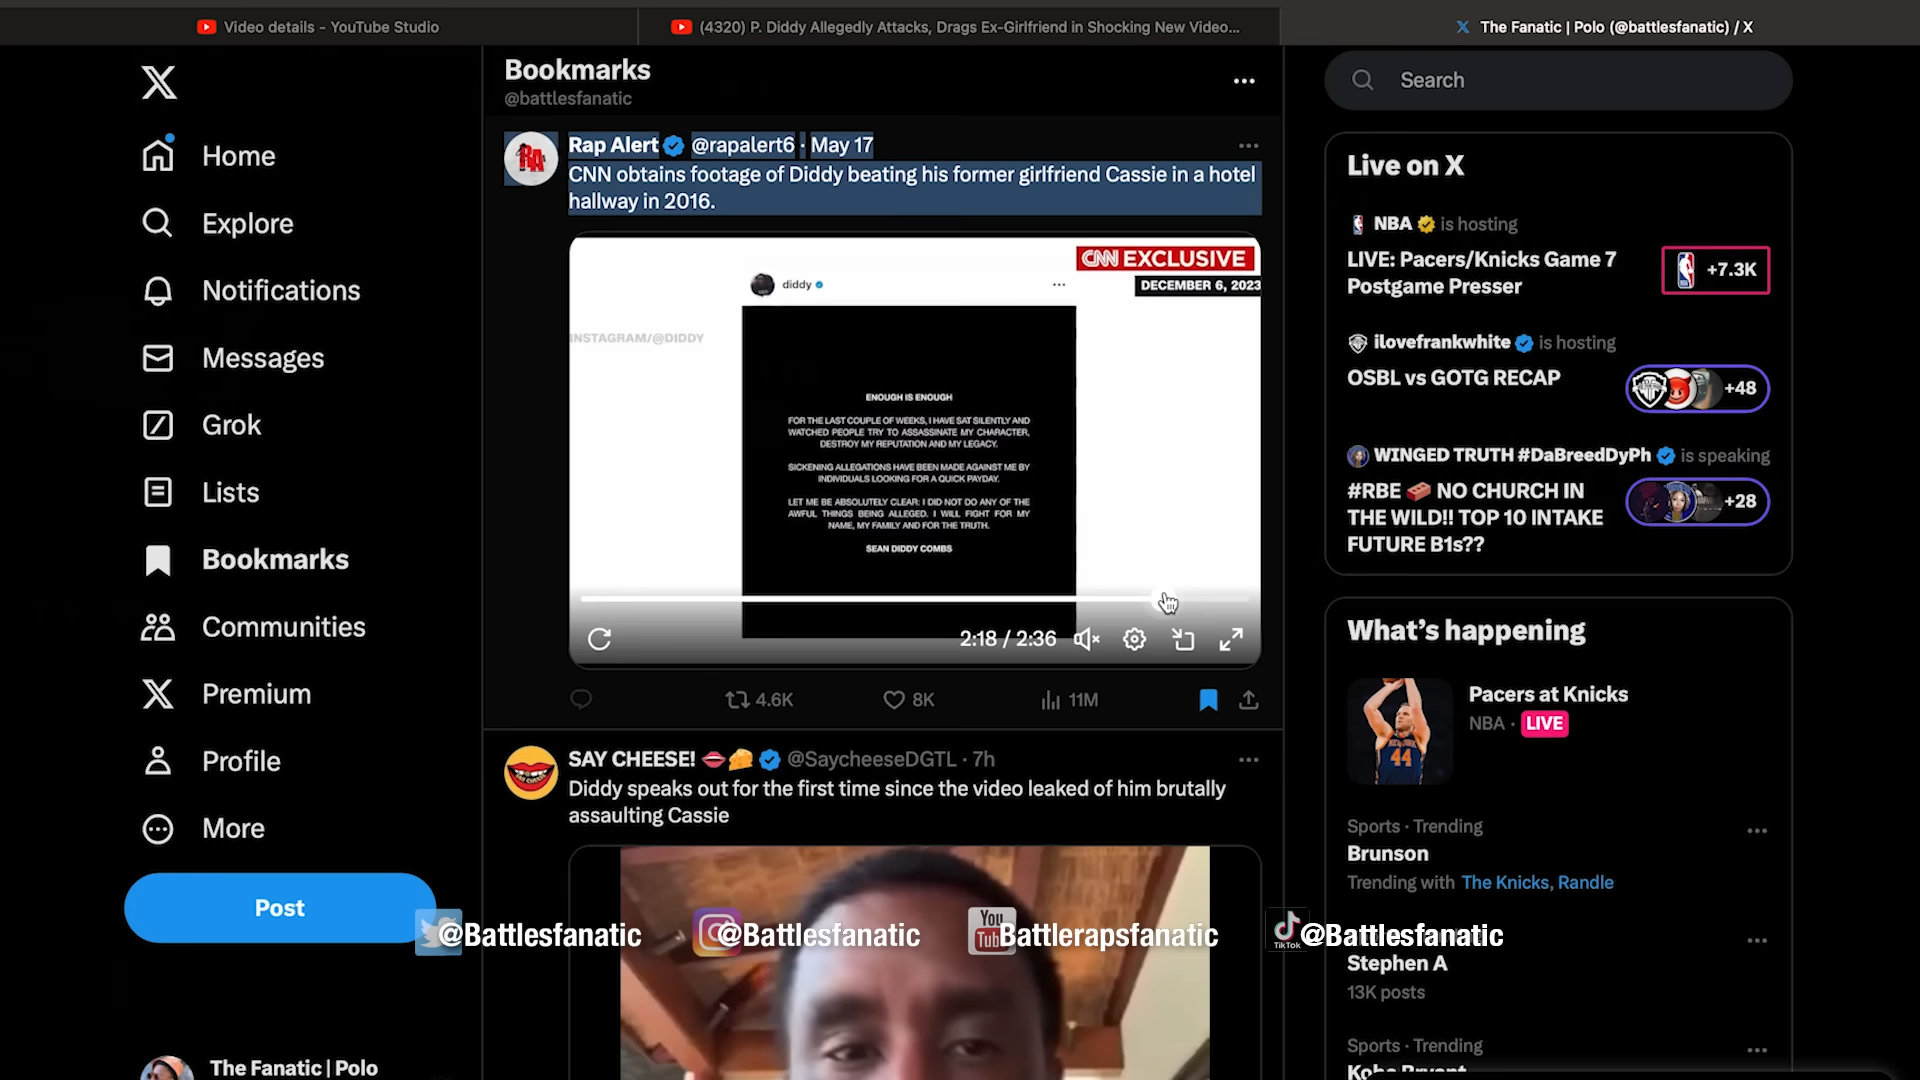 Video details - YouTube Studio
(4320) P. Diddy Allegedly Attacks, Drags Ex-Girlfriend in Shocking New Video...
The Fanatic | Polo (@battlesfanatic) / X
Home
Explore
Notifications
Messages
Grok
Lists
Bookmarks
Communities
Premium
Profile
More
Post
The Fanatic | Polo
Bookmarks
@battlesfanatic
RA
Rap Alert @rapalert6 · May 17
CNN obtains footage of Diddy beating his former girlfriend Cassie in a hotel
hallway in 2016.
CNN EXCLUSIVE
DECEMBER 6, 2023
diddy
INSTAGRAM/@DIDDY
ENOUGH IS ENOUGH
FOR THE LAST COUPLE OF WEEKS, I HAVE SAT SILENTLY AND
WATCHED PEOPLE TRY TO ASSASSINATE MY CHARACTER,
DESTROY MY REPUTATION AND MY LEGACY.
SICKENING ALLEGATIONS HAVE BEEN MADE AGAINST ME BY
INDIVIDUALS LOOKING FOR A QUICK PAYDAY.
LET ME BE ABSOLUTELY CLEAR: I DID NOT DO ANY OF THE
AWFUL THINGS BEING ALLEGED. I WILL FIGHT FOR MY
NAME, MY FAMILY AND FOR THE TRUTH.
SEAN DIDDY COMBS
2:18 / 2:36
4.6K
8K
11M
SAY CHEESE! @SaycheeseDGTL · 7h
Diddy speaks out for the first time since the video leaked of him brutally
assaulting Cassie
@Battlesfanatic
@Battlesfanatic
You Tube
Battlerapsfanatic
TikTok
@Battlesfanatic
Search
Live on X
NBA is hosting
LIVE: Pacers/Knicks Game 7
Postgame Presser
+7.3K
ilovefrankwhite is hosting
OSBL vs GOTG RECAP
+48
WINGED TRUTH #DaBreedDyPh is speaking
#RBE 🧱 NO CHURCH IN
THE WILD!! TOP 10 INTAKE
FUTURE B1s??
+28
What's happening
Pacers at Knicks
NBA · LIVE
44
Sports · Trending
Brunson
Trending with The Knicks, Randle
Stephen A
13K posts
Sports · Trending
Kobe Bryant